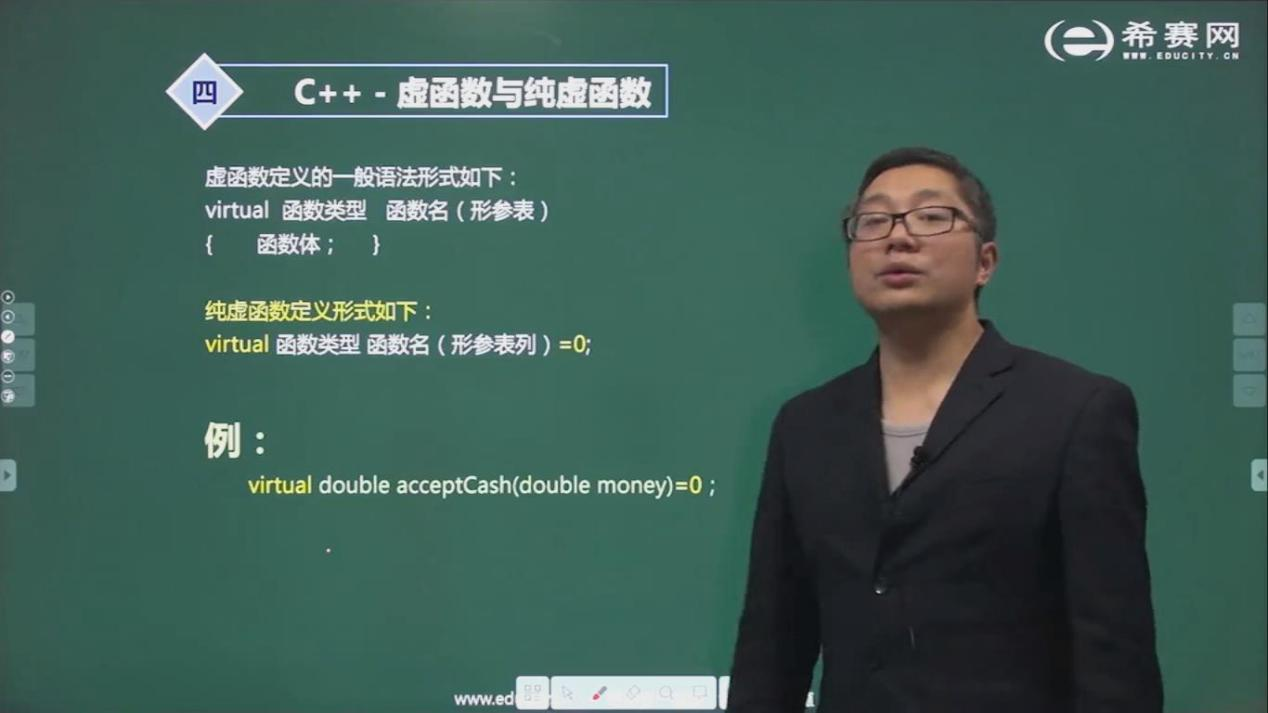 希赛网
WWW.EDUCITY.CN
四 C++ - 虚函数与纯虚函数
虚函数定义的一般语法形式如下：
virtual 函数类型 函数名（形参表）
{ 函数体； }
纯虚函数定义形式如下：
virtual 函数类型 函数名（形参表列）=0;
例：
virtual double acceptCash(double money)=0；